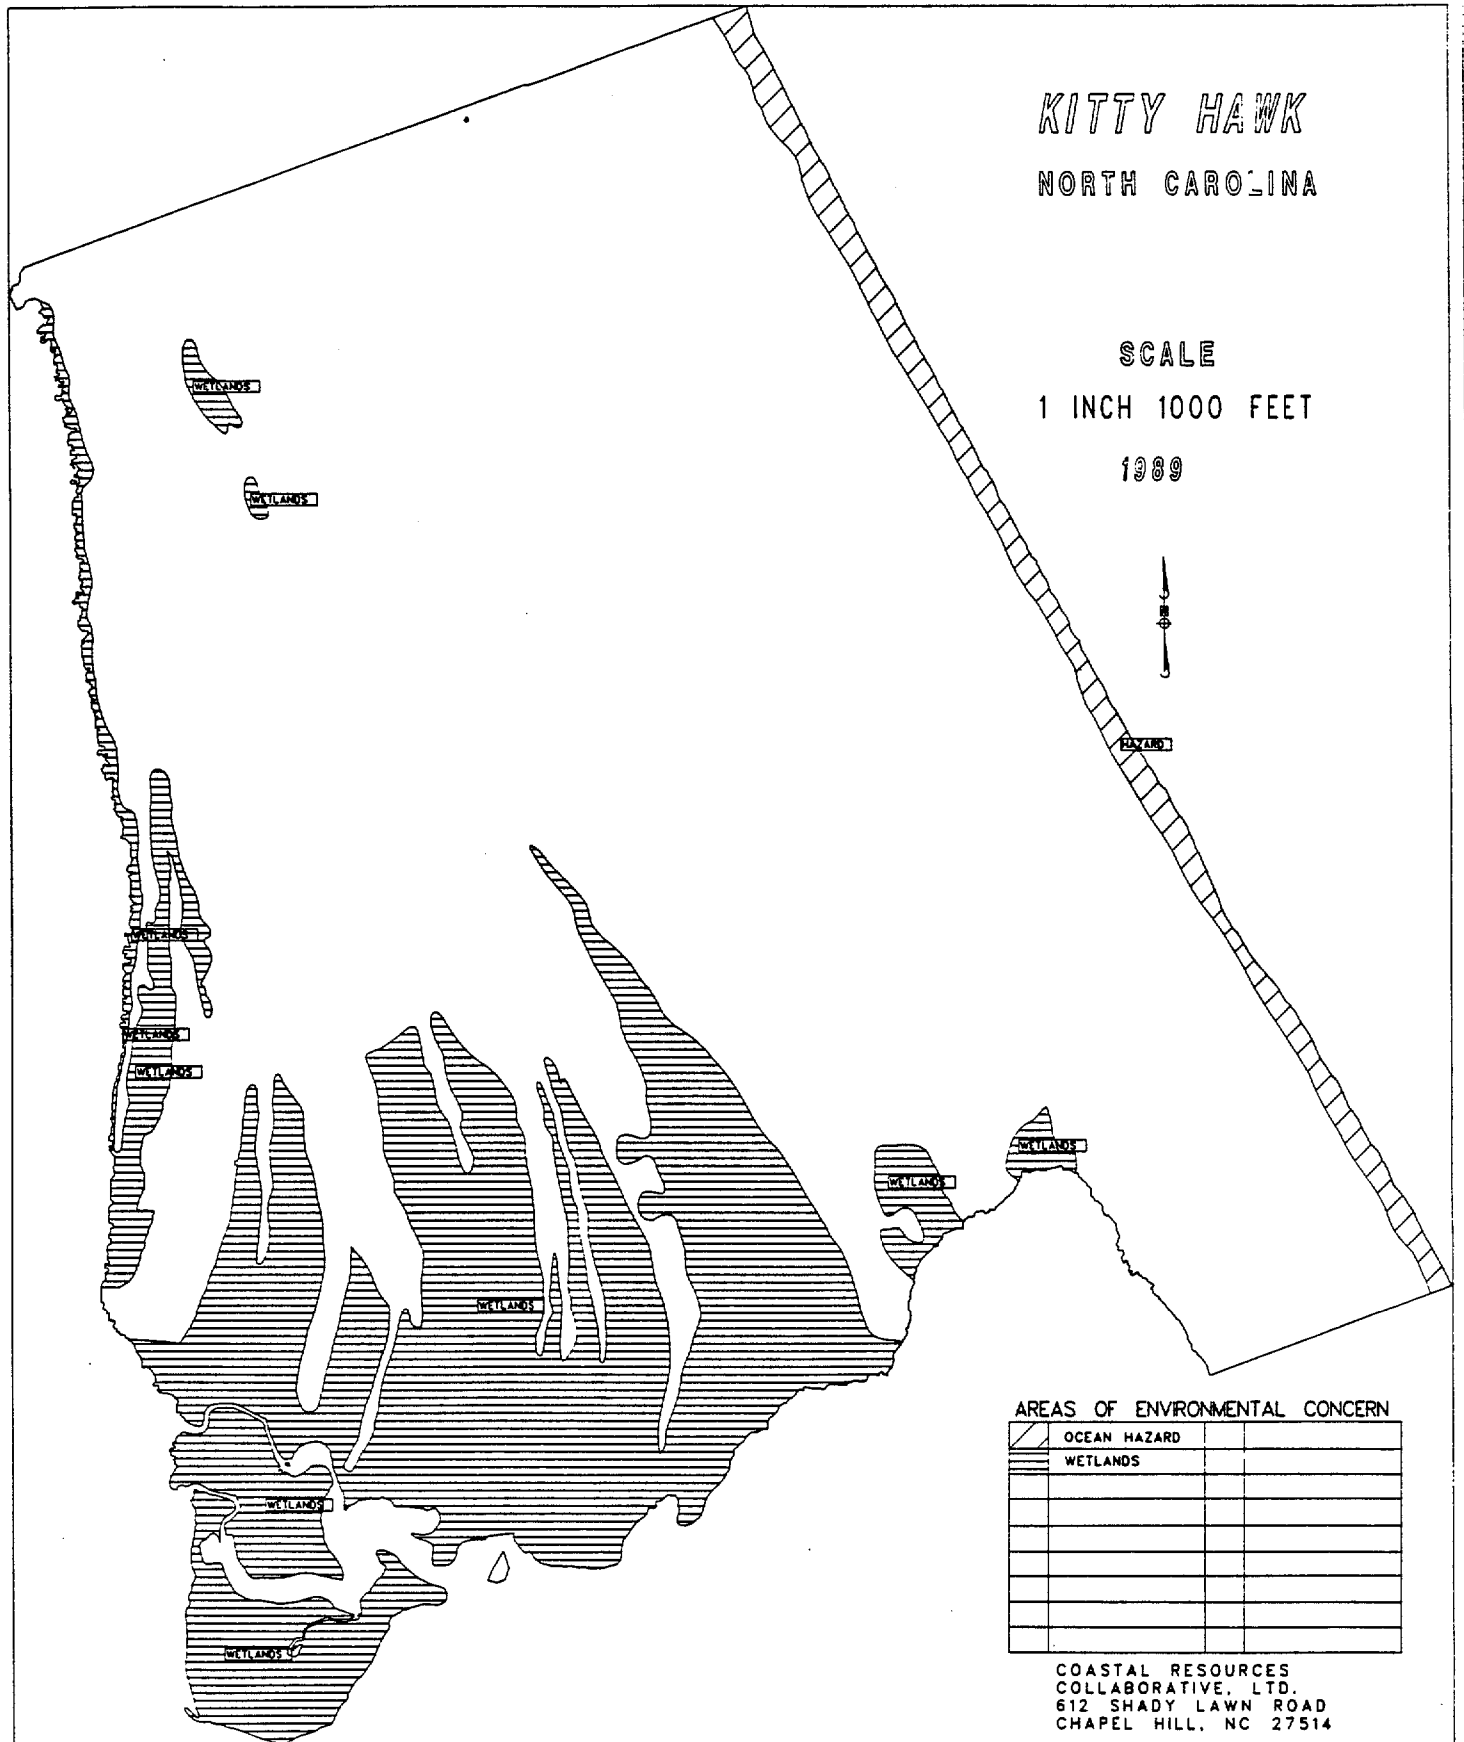 KITTY HAWK
NORTH CAROLINA
SCALE
1 INCH 1000 FEET
1989
WETLANDS
WETLANDS
N
HAZARD
WETLANDS
WETLANDS
WETLANDS
WETLANDS
WETLANDS
WETLANDS
WETLANDS
WETLANDS
AREAS OF ENVIRONMENTAL CONCERN
OCEAN HAZARD
WETLANDS
COASTAL RESOURCES
COLLABORATIVE, LTD.
612 SHADY LAWN ROAD
CHAPEL HILL, NC 27514